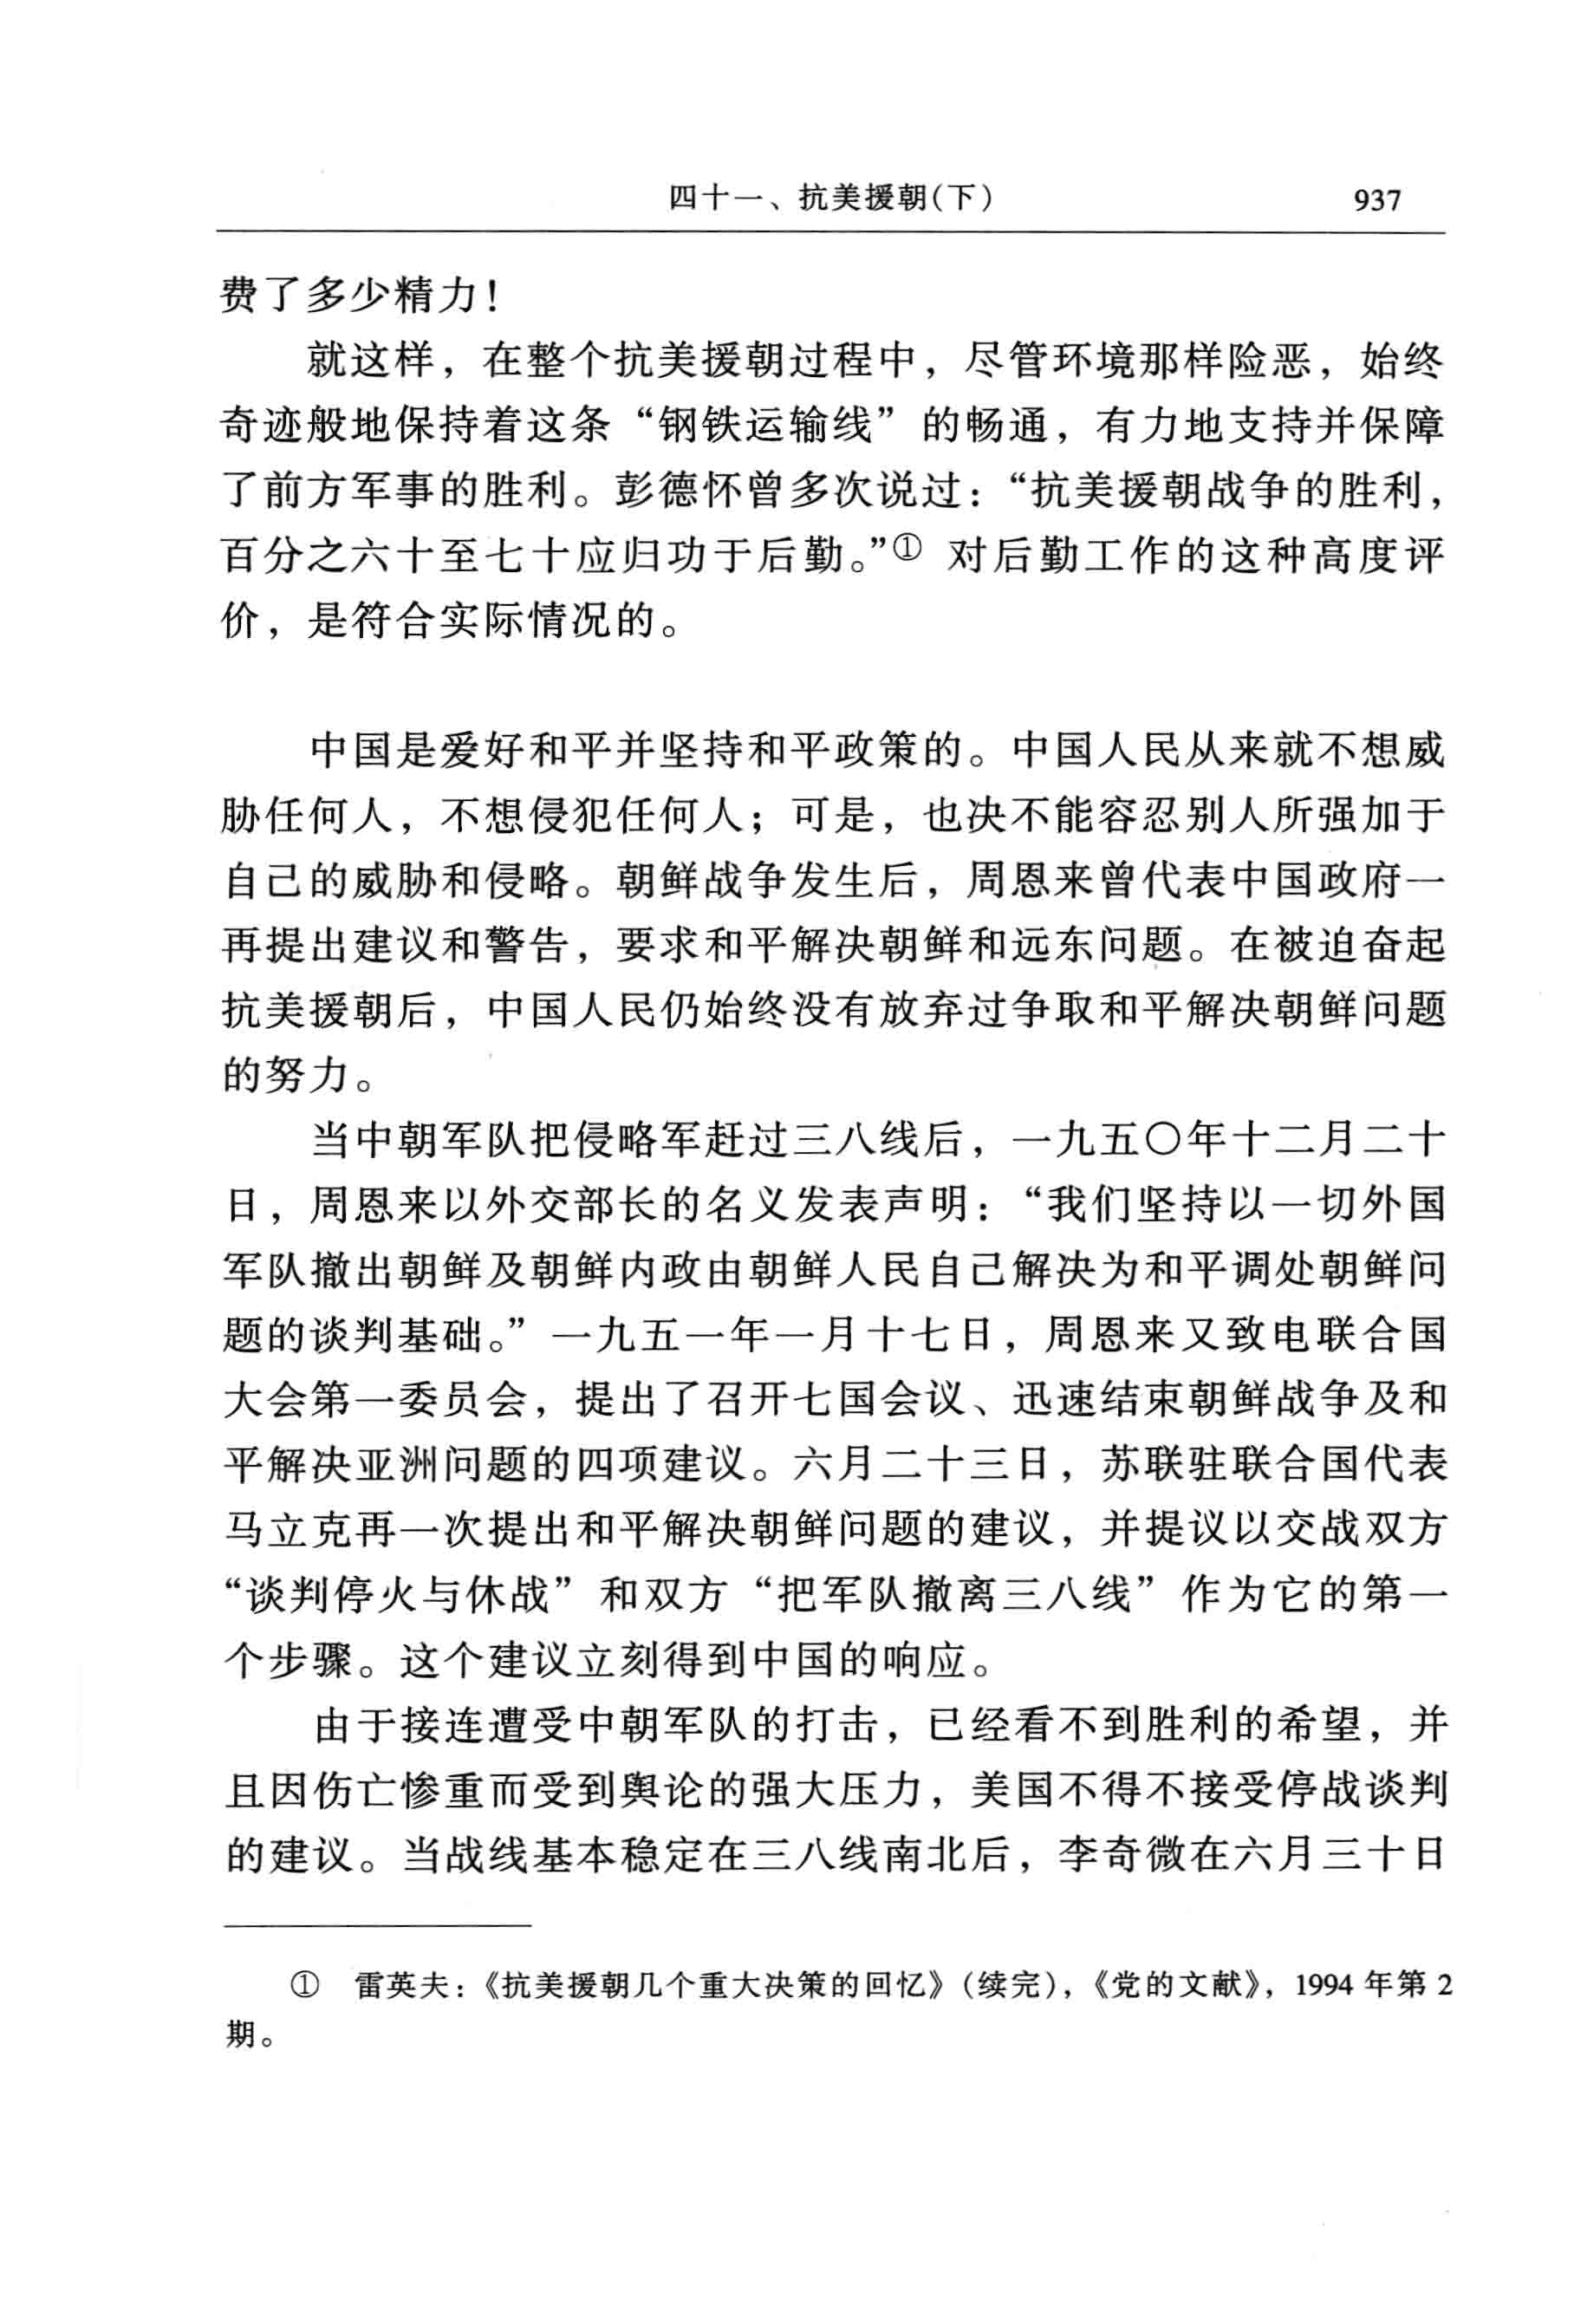 四十一、抗美援朝(下) 937
费了多少精力！
就这样，在整个抗美援朝过程中，尽管环境那样险恶，始终
奇迹般地保持着这条“钢铁运输线”的畅通，有力地支持并保障
了前方军事的胜利。彭德怀曾多次说过：“抗美援朝战争的胜利，
百分之六十至七十应归功于后勤。”① 对后勤工作的这种高度评
价，是符合实际情况的。
中国是爱好和平并坚持和平政策的。中国人民从来就不想威
胁任何人，不想侵犯任何人；可是，也决不能容忍别人所强加于
自己的威胁和侵略。朝鲜战争发生后，周恩来曾代表中国政府一
再提出建议和警告，要求和平解决朝鲜和远东问题。在被迫奋起
抗美援朝后，中国人民仍始终没有放弃过争取和平解决朝鲜问题
的努力。
当中朝军队把侵略军赶过三八线后，一九五〇年十二月二十
日，周恩来以外交部长的名义发表声明：“我们坚持以一切外国
军队撤出朝鲜及朝鲜内政由朝鲜人民自己解决为和平调处朝鲜问
题的谈判基础。”一九五一年一月十七日，周恩来又致电联合国
大会第一委员会，提出了召开七国会议、迅速结束朝鲜战争及和
平解决亚洲问题的四项建议。六月二十三日，苏联驻联合国代表
马立克再一次提出和平解决朝鲜问题的建议，并提议以交战双方
“谈判停火与休战”和双方“把军队撤离三八线”作为它的第一
个步骤。这个建议立刻得到中国的响应。
由于接连遭受中朝军队的打击，已经看不到胜利的希望，并
且因伤亡惨重而受到舆论的强大压力，美国不得不接受停战谈判
的建议。当战线基本稳定在三八线南北后，李奇微在六月三十日
① 雷英夫：《抗美援朝几个重大决策的回忆》（续完），《党的文献》，1994 年第 2
期。